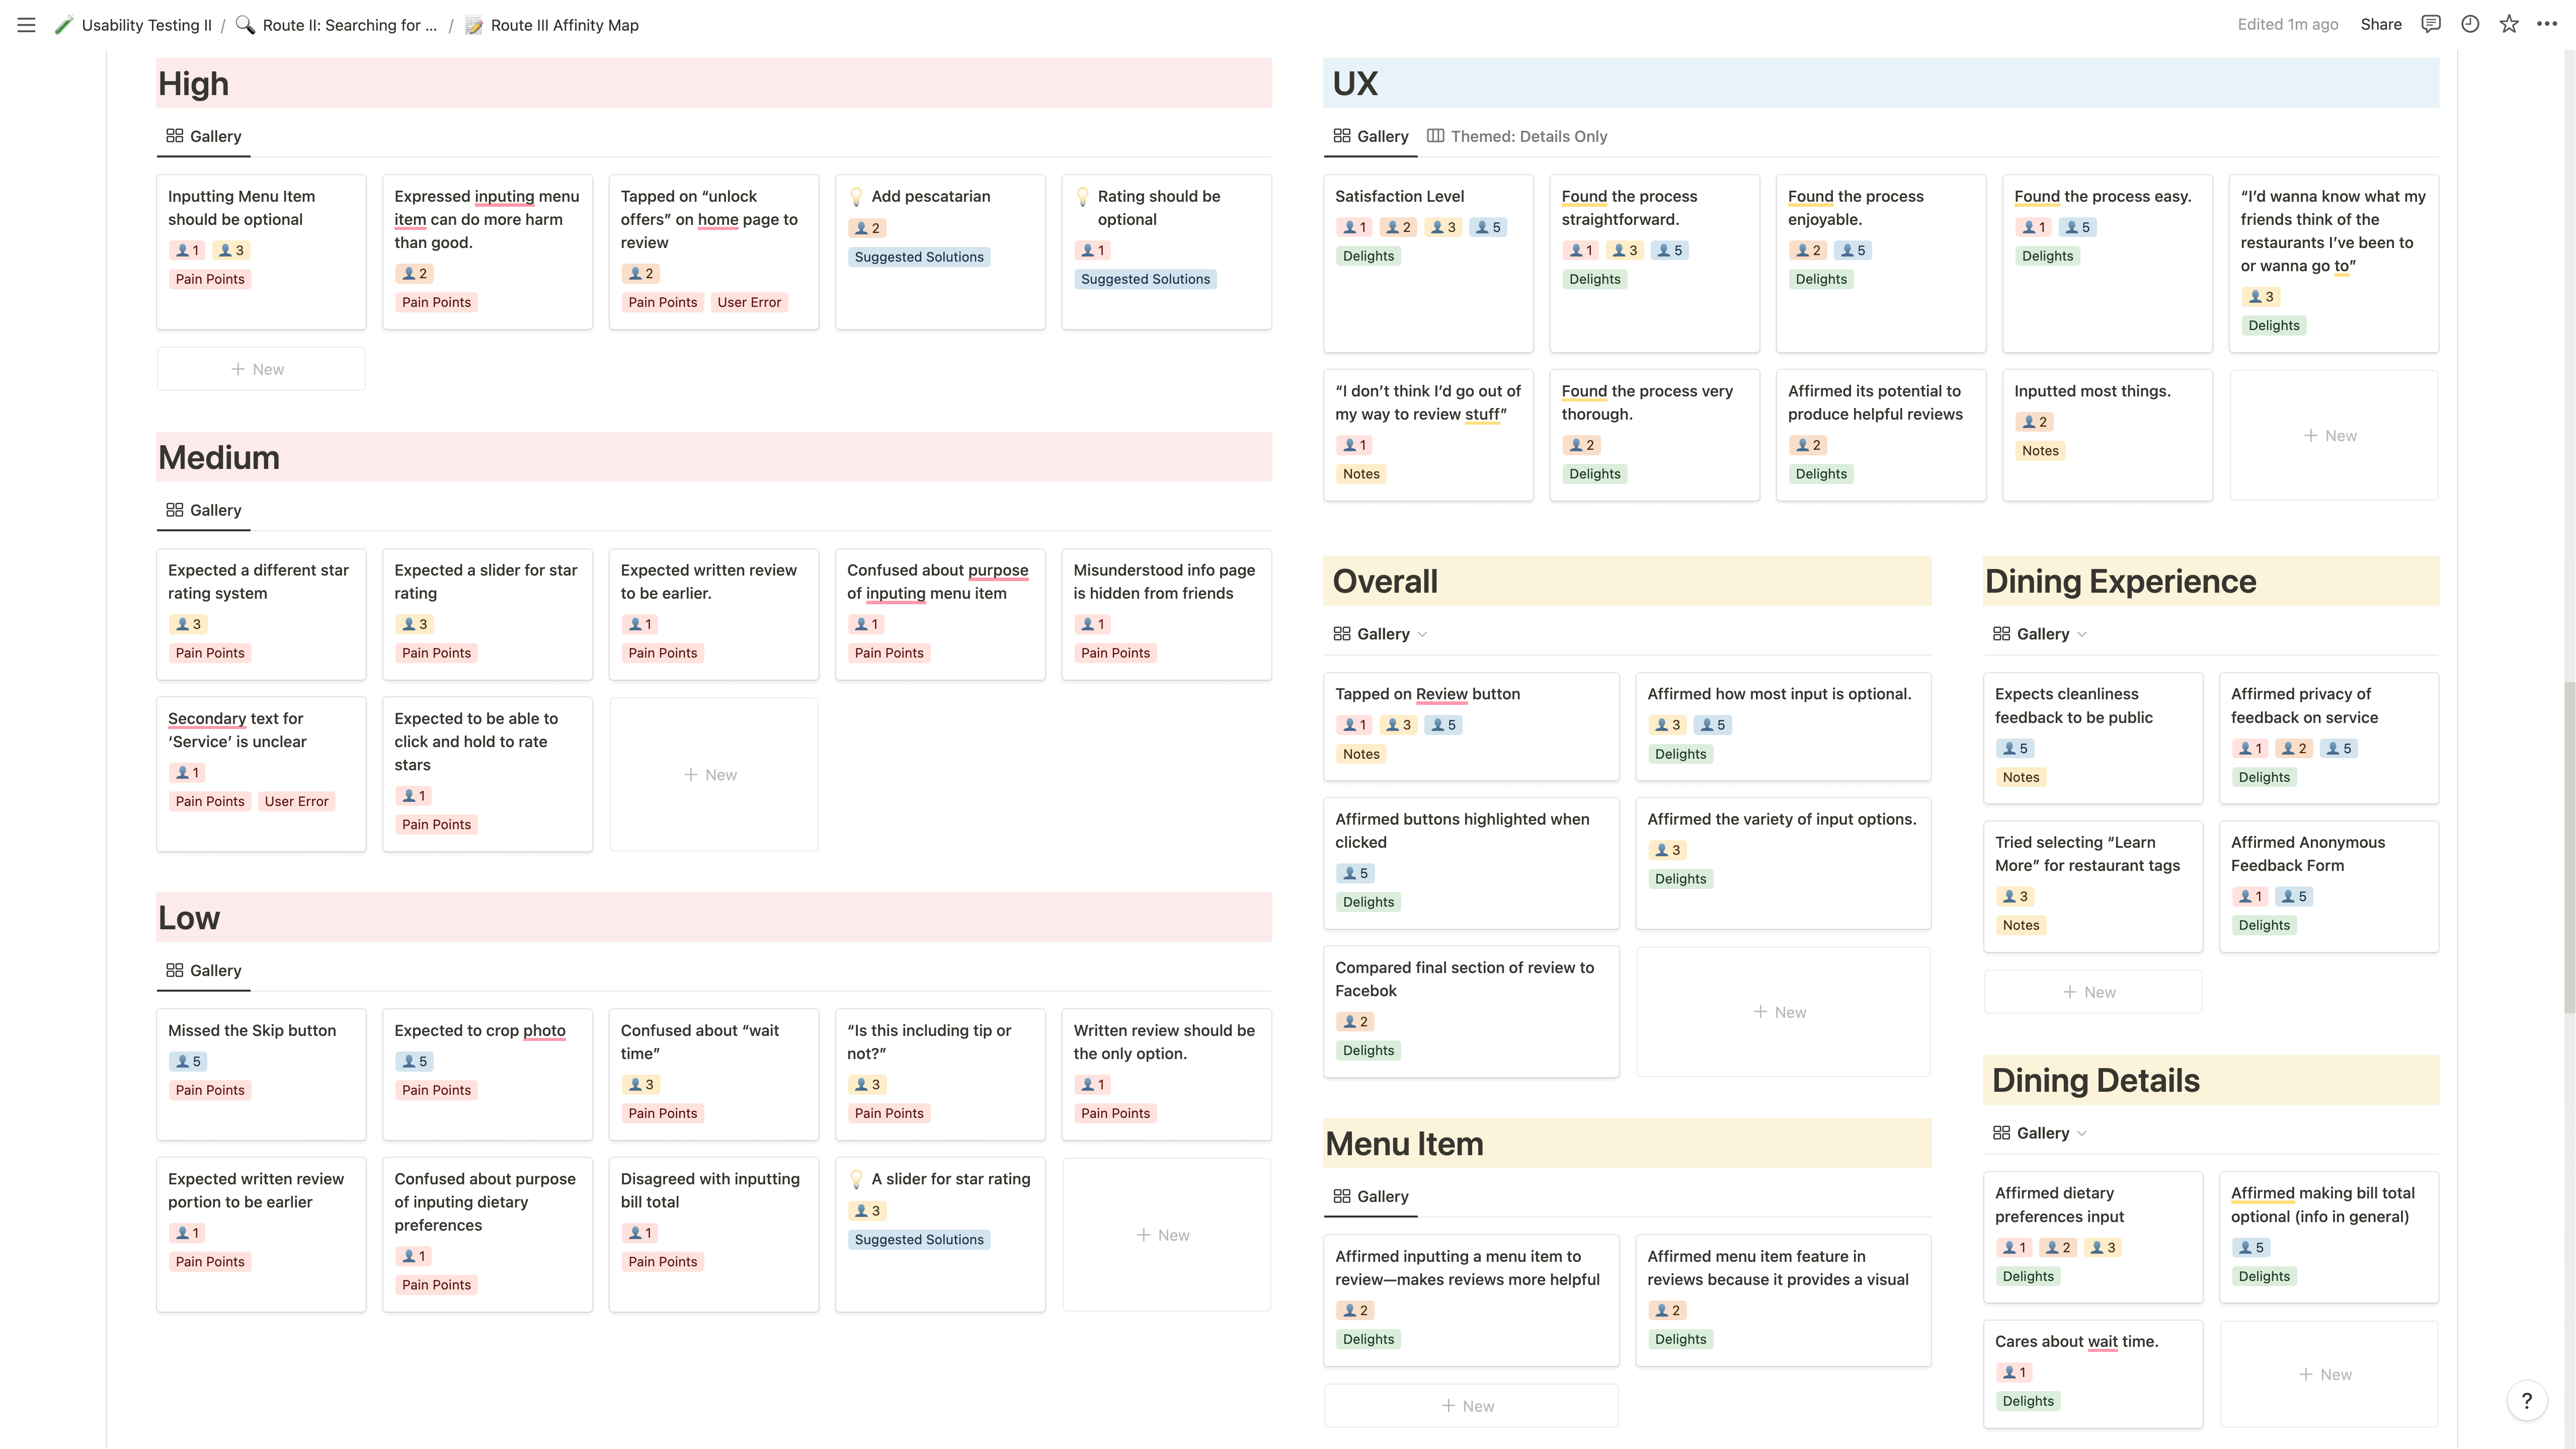 Usability Testing II / Route II: Searching for ... / Route III Affinity Map
Edited 1m ago
Share
High
Gallery
Inputting Menu Item
should be optional
1 3
Pain Points
Expressed inputing menu
item can do more harm
than good.
2
Pain Points
Tapped on “unlock
offers” on home page to
review
2
Pain Points User Error
Add pescatarian
2
Suggested Solutions
Rating should be
optional
1
Suggested Solutions
+ New
Medium
Gallery
Expected a different star
rating system
3
Pain Points
Expected a slider for star
rating
3
Pain Points
Expected written review
to be earlier.
1
Pain Points
Confused about purpose
of inputing menu item
1
Pain Points
Misunderstood info page
is hidden from friends
1
Pain Points
Secondary text for
‘Service’ is unclear
1
Pain Points User Error
Expected to be able to
click and hold to rate
stars
1
Pain Points
+ New
Low
Gallery
Missed the Skip button
5
Pain Points
Expected to crop photo
5
Pain Points
Confused about “wait
time”
3
Pain Points
“Is this including tip or
not?”
3
Pain Points
Written review should be
the only option.
1
Pain Points
Expected written review
portion to be earlier
1
Pain Points
Confused about purpose
of inputing dietary
preferences
1
Pain Points
Disagreed with inputting
bill total
1
Pain Points
A slider for star rating
3
Suggested Solutions
+ New
UX
Gallery Themed: Details Only
Satisfaction Level
1 2 3 5
Delights
Found the process
straightforward.
1 3 5
Delights
Found the process
enjoyable.
2 5
Delights
Found the process easy.
1 5
Delights
“I’d wanna know what my
friends think of the
restaurants I’ve been to
or wanna go to”
3
Delights
“I don’t think I’d go out of
my way to review stuff”
1
Notes
Found the process very
thorough.
2
Delights
Affirmed its potential to
produce helpful reviews
2
Delights
Inputted most things.
2
Notes
+ New
Overall
Gallery
Tapped on Review button
1 3 5
Notes
Affirmed how most input is optional.
3 5
Delights
Affirmed buttons highlighted when
clicked
5
Delights
Affirmed the variety of input options.
3
Delights
Compared final section of review to
Facebok
2
Delights
+ New
Menu Item
Gallery
Affirmed inputting a menu item to
review—makes reviews more helpful
2
Delights
Affirmed menu item feature in
reviews because it provides a visual
2
Delights
+ New
Dining Experience
Gallery
Expects cleanliness
feedback to be public
5
Notes
Affirmed privacy of
feedback on service
1 2 5
Delights
Tried selecting “Learn
More” for restaurant tags
3
Notes
Affirmed Anonymous
Feedback Form
1 5
Delights
+ New
Dining Details
Gallery
Affirmed dietary
preferences input
1 2 3
Delights
Affirmed making bill total
optional (info in general)
5
Delights
Cares about wait time.
1
Delights
+ New
?